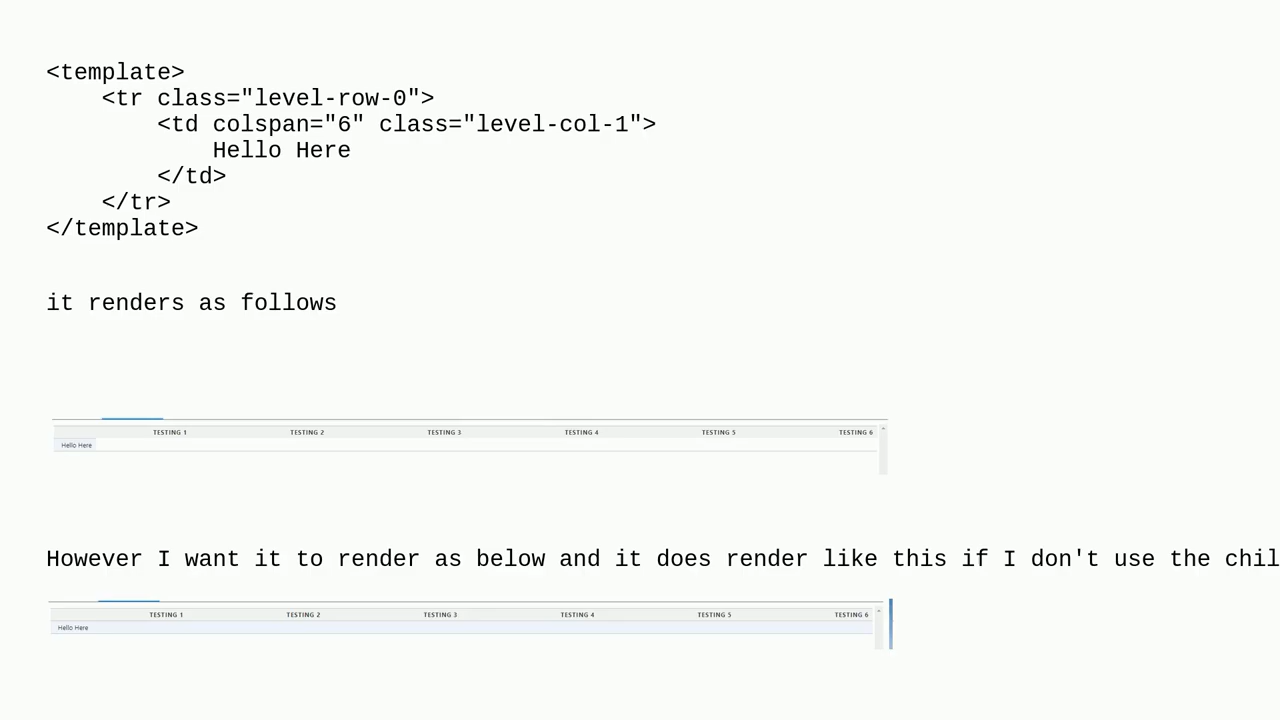 <template>
    <tr class="level-row-0">
        <td colspan="6" class="level-col-1">
            Hello Here
        </td>
    </tr>
</template>
it renders as follows
TESTING 1 TESTING 2 TESTING 3 TESTING 4 TESTING 5 TESTING 6
Hello Here
However I want it to render as below and it does render like this if I don't use the chil
TESTING 1 TESTING 2 TESTING 3 TESTING 4 TESTING 5 TESTING 6
Hello Here